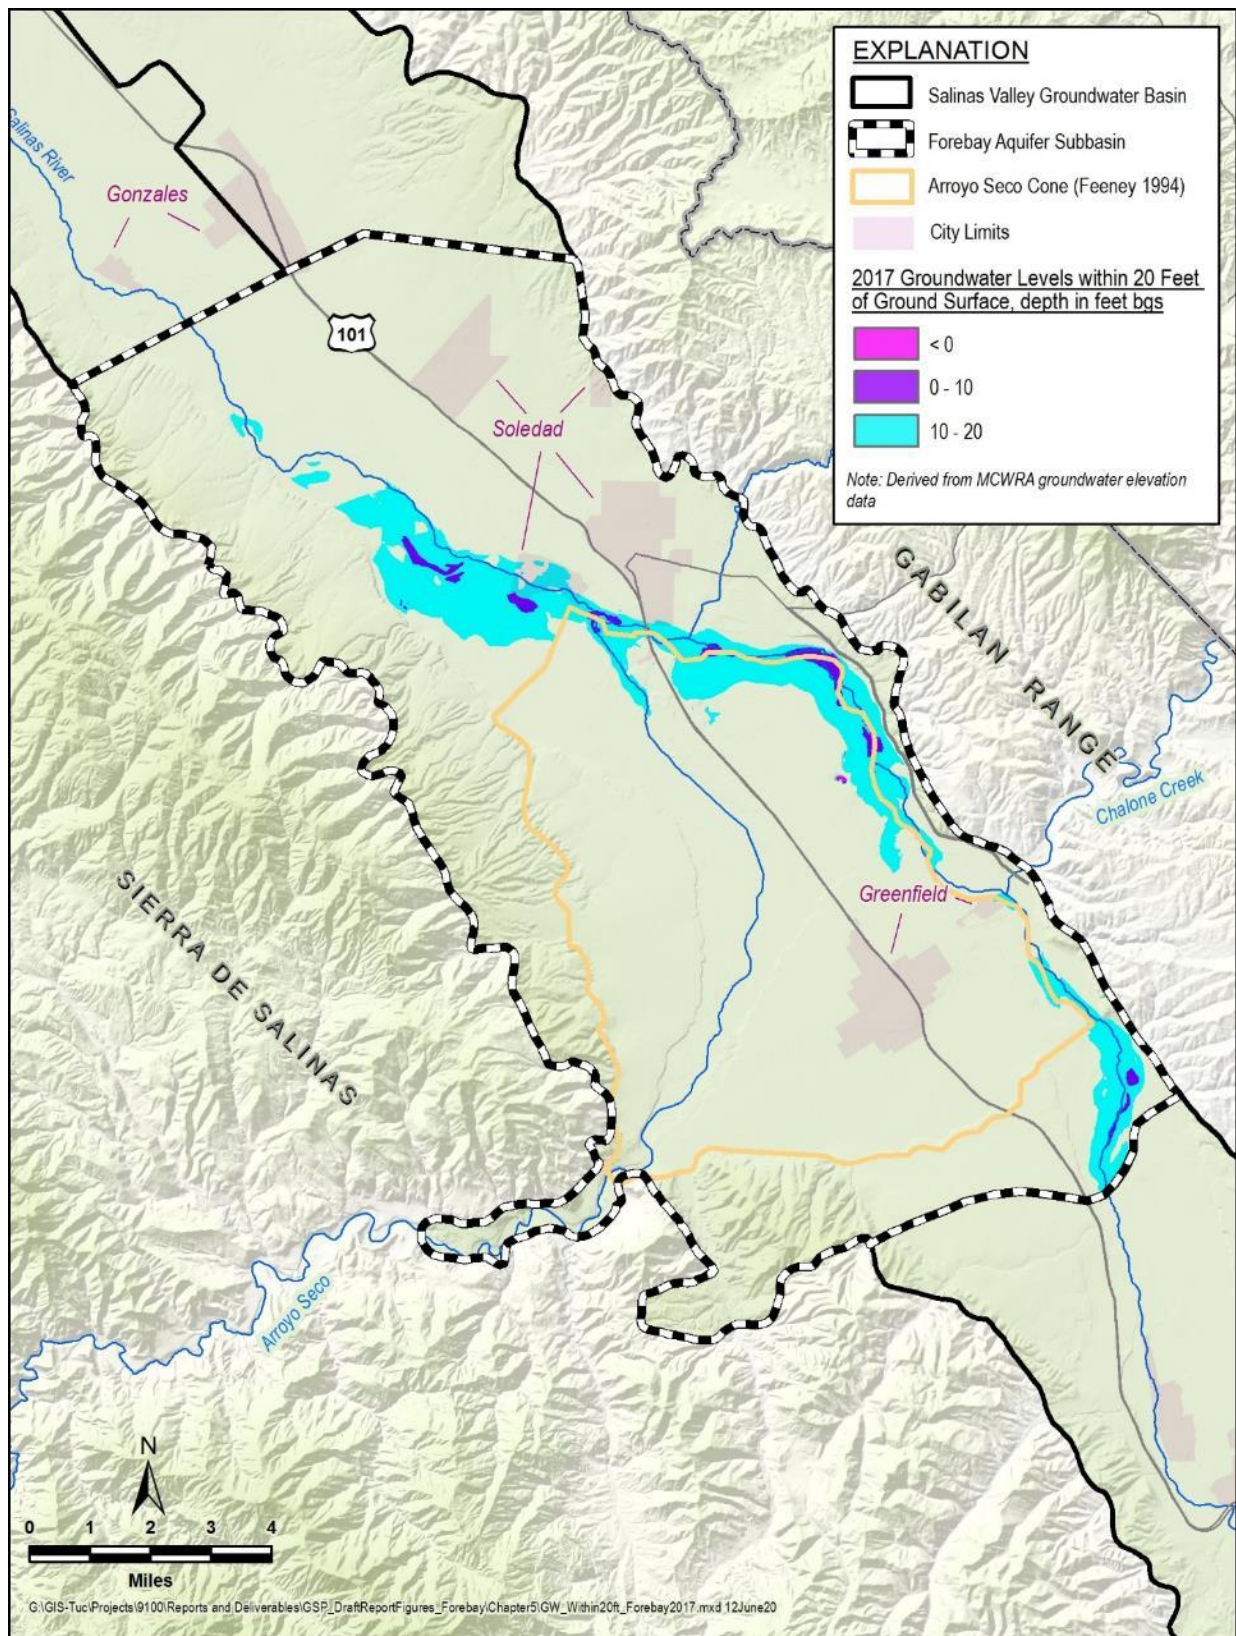 EXPLANATION
Salinas Valley Groundwater Basin
Forebay Aquifer Subbasin
Arroyo Seco Cone (Feeney 1994)
City Limits
2017 Groundwater Levels within 20 Feet
of Ground Surface, depth in feet bgs
< 0
0 - 10
10 - 20
Note: Derived from MCWRA groundwater elevation
data
Salinas River
Gonzales
101
Soledad
GABILAN RANGE
Chalone Creek
Greenfield
SIERRA DE SALINAS
Arroyo Seco
N
0 1 2 3 4
Miles
G:\GIS-Tuc\Projects\9100\Reports and Deliverables\GSP_DraftReportFigures_Forebay\Chapter5\GW_Within20ft_Forebay2017.mxd 12June20